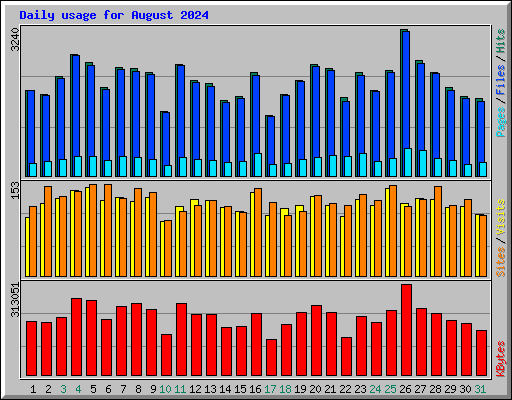 Daily usage for August 2024
3240
Pages / Files / Hits
153
Sites / Visits
313051
KBytes
1 2 3 4 5 6 7 8 9 10 11 12 13 14 15 16 17 18 19 20 21 22 23 24 25 26 27 28 29 30 31